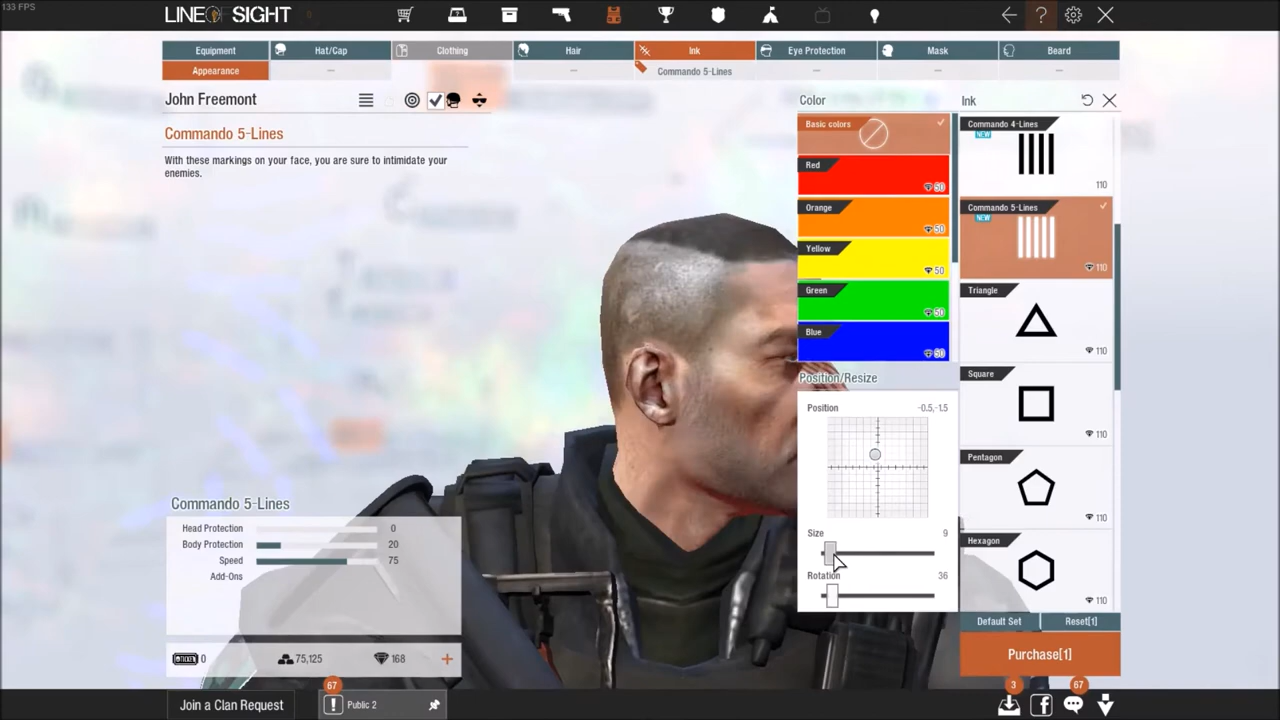 133 FPS
LINE OF SIGHT
Equipment
Hat/Cap
Clothing
Hair
Ink
Eye Protection
Mask
Beard
Appearance
Commando 5-Lines
John Freemont
Commando 5-Lines
With these markings on your face, you are sure to intimidate your
enemies.
Color
Basic colors
Red
50
Orange
50
Yellow
50
Green
50
Blue
50
Position/Resize
Position -0.5,-1.5
Size 9
Rotation 36
Ink
Commando 4-Lines
NEW
110
Commando 5-Lines
NEW
110
Triangle
110
Square
110
Pentagon
110
Hexagon
110
Default Set
Reset[1]
Purchase[1]
Commando 5-Lines
Head Protection 0
Body Protection 20
Speed 75
Add-Ons
0
75,125
168
+
Join a Clan Request
67
Public 2
3
67